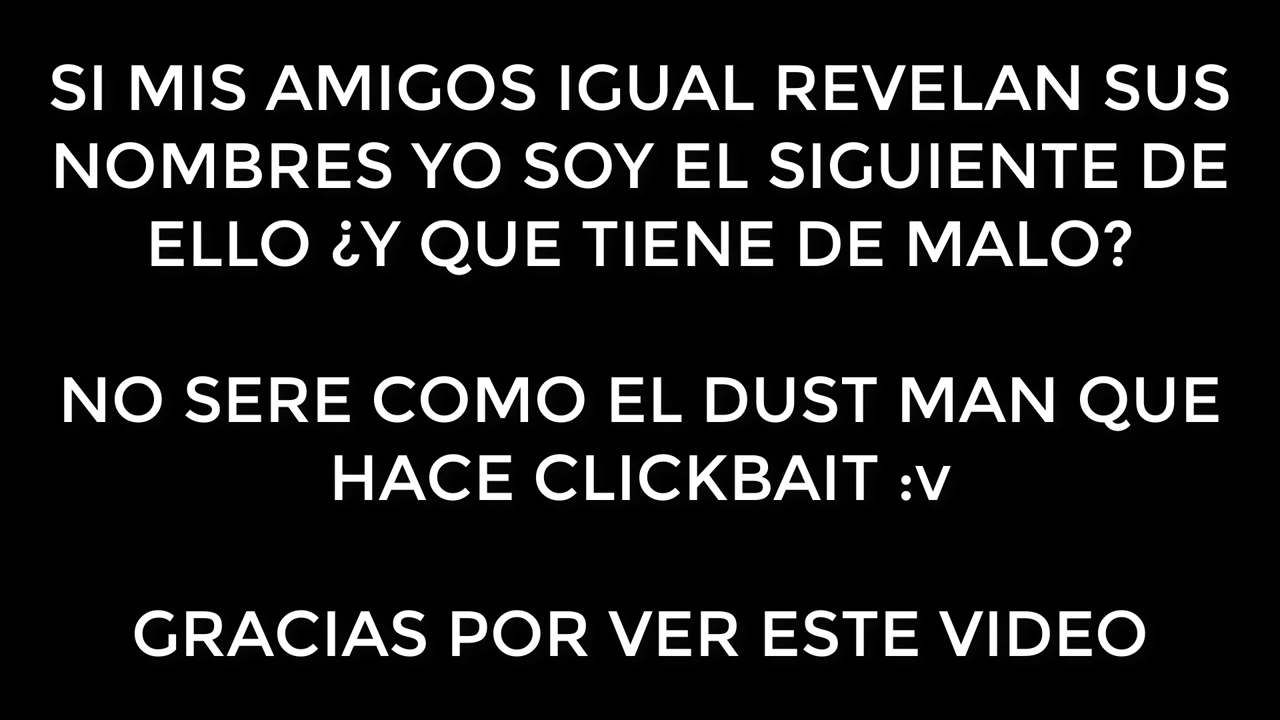 SI MIS AMIGOS IGUAL REVELAN SUS
NOMBRES YO SOY EL SIGUIENTE DE
ELLO ¿Y QUE TIENE DE MALO?
NO SERE COMO EL DUST MAN QUE
HACE CLICKBAIT :v
GRACIAS POR VER ESTE VIDEO